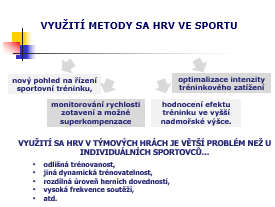 VYUŽITÍ METODY SA HRV VE SPORTU
nový pohled na řízení
sportovní tréninku,
optimalizace intenzity
tréninkového zatížení
monitorování rychlosti
zotavení a možné
superkompenzace
hodnocení efektu
tréninku ve vyšší
nadmořské výšce.
VYUŽITÍ SA HRV V TÝMOVÝCH HRÁCH JE VĚTŠÍ PROBLÉM NEŽ U
INDIVIDUÁLNÍCH SPORTOVCŮ...
• odlišná trénovanost,
• jiná dynamická trénovatelnost,
• rozdílná úroveň herních dovedností,
• vysoká frekvence soutěží,
• atd.